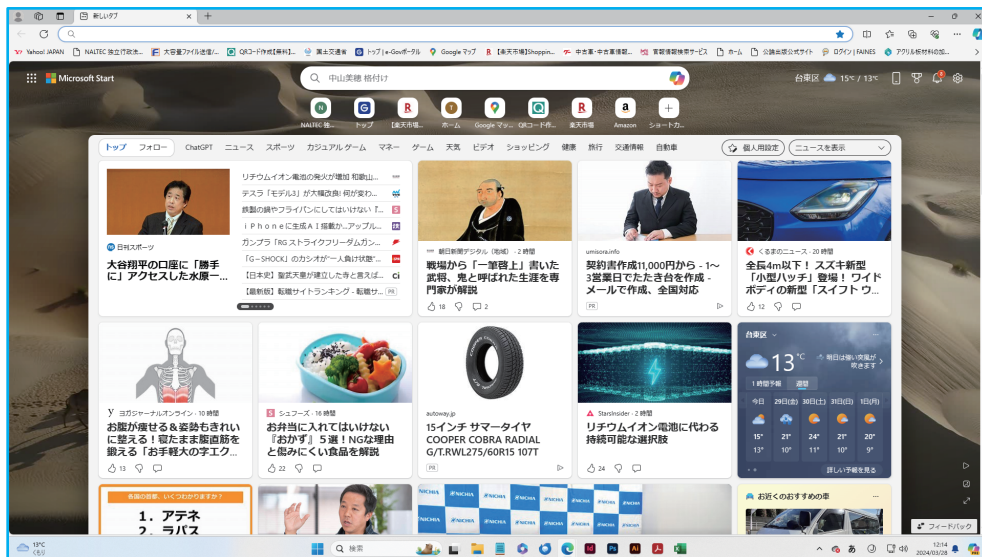 新しいタブ
Yahoo! JAPAN
NALTEC 独立行政法...
大容量ファイル送信/...
QRコード作成【無料】...
国土交通省
トップ | e-Govポータル
Google マップ
【楽天市場】Shoppin...
中古車・中古車情報...
官報情報検索サービス
ホーム
公論出版公式サイト
ログイン | FAINES
アクリル板材料の加...
Microsoft Start
中山美穂 格付け
台東区 15℃ / 13℃
NALTEC 独...
トップ
【楽天市場...
ホーム
Google マッ...
QRコード作...
楽天市場
Amazon
ショートカ...
トップ フォロー ChatGPT ニュース スポーツ カジュアル ゲーム マネー ゲーム 天気 ビデオ ショッピング 健康 旅行 交通情報 自動車
個人用設定
ニュースを表示
日刊スポーツ
大谷翔平の口座に「勝手
に」アクセスした水原一...
リチウムイオン電池の発火が増加 和歌山...
テスラ「モデル3」が大幅改良! 何が変わ...
鉄製の鍋やフライパンにしてはいけない「...
iPhoneに生成AI搭載か...アップル...
ガンプラ「RG ストライクフリーダムガン...
「G-SHOCK」のカシオが"一人負け状態"...
【日本史】聖武天皇が建立した寺と言えば...
【最新版】転職サイトランキング - 転職サ...
PR
朝日新聞デジタル (地域) · 2 時間
戦場から「一筆啓上」書いた
武将、鬼と呼ばれた生涯を専
門家が解説
18
2
umisora.info
契約書作成11,000円から - 1~
3営業日でたたき台を作成 -
メールで作成、全国対応
PR
くるまのニュース · 20 時間
全長4m以下! スズキ新型
「小型ハッチ」登場! ワイド
ボディの新型「スイフト ウ...
12
ヨガジャーナルオンライン · 10 時間
お腹が痩せる&姿勢もきれい
に整える!寝たまま腹直筋を
鍛える「お手軽大の字エク...
13
シュフーズ · 16 時間
お弁当に入れてはいけない
『おかず』5選!NGな理由
と傷みにくい食品を解説
22
autoway.jp
15インチ サマータイヤ
COOPER COBRA RADIAL
G/T.RWL275/60R15 107T
PR
StarsInsider · 2 時間
リチウムイオン電池に代わる
持続可能な選択肢
24
台東区
13℃
明日は強い突風が
吹きます
1 時間予報 週間
今日 29日(金) 30日(土) 31日(日) 1日(月)
15° 21° 24° 21° 20°
13° 10° 11° 10° 9°
詳しい予報を見る
各国の首都、いくつわかりますか?
1. アテネ
2. ラパス
NICHIA
お近くのおすすめの車
フィードバック
13℃
くもり
検索
12:14
2024/03/28